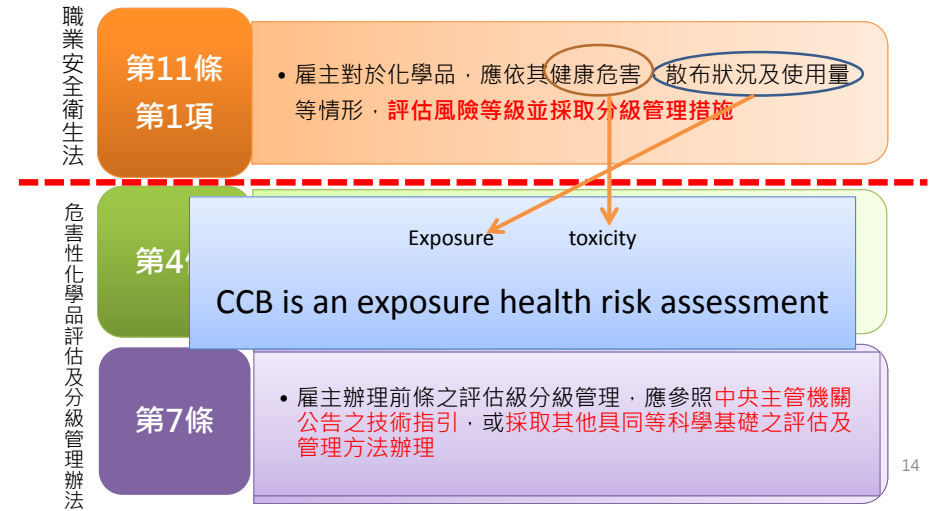 職業安全衛生法
第11條
第1項
• 雇主對於化學品，應依其健康危害、散布狀況及使用量
等情形，評估風險等級並採取分級管理措施
危害性化學品評估及分級管理辦法
第4
Exposure toxicity
CCB is an exposure health risk assessment
第7條
• 雇主辦理前條之評估級分級管理，應參照中央主管機關
公告之技術指引，或採取其他具同等科學基礎之評估及
管理方法辦理
14